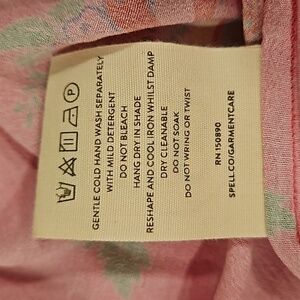 P
GENTLE COLD HAND WASH SEPARATELY
WITH MILD DETERGENT
DO NOT BLEACH
HANG DRY IN SHADE
RESHAPE AND COOL IRON WHILST DAMP
DRY CLEANABLE
DO NOT SOAK
DO NOT WRING OR TWIST
RN 150890
SPELL.CO/GARMENTCARE